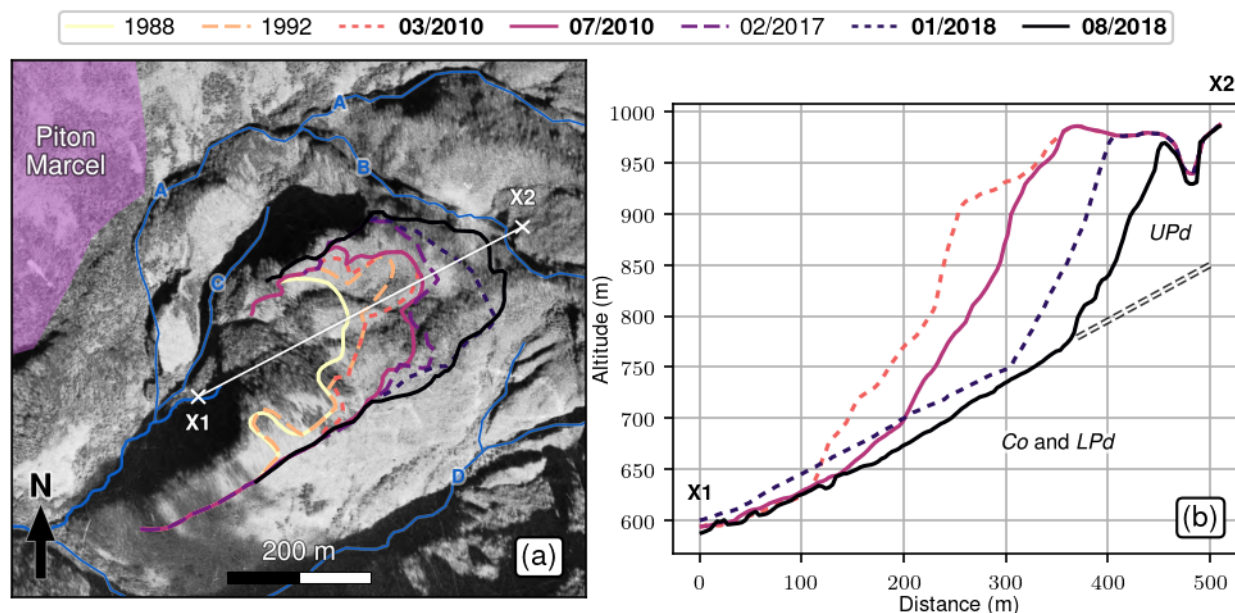 1988 1992 03/2010 07/2010 02/2017 01/2018 08/2018
Piton
Marcel
A
A
B
C
D
X1
X2
N
200 m
(a)
X2
1000
950
900
850
800
750
700
650
600
Altitude (m)
X1
UPd
Co and LPd
(b)
0 100 200 300 400 500
Distance (m)